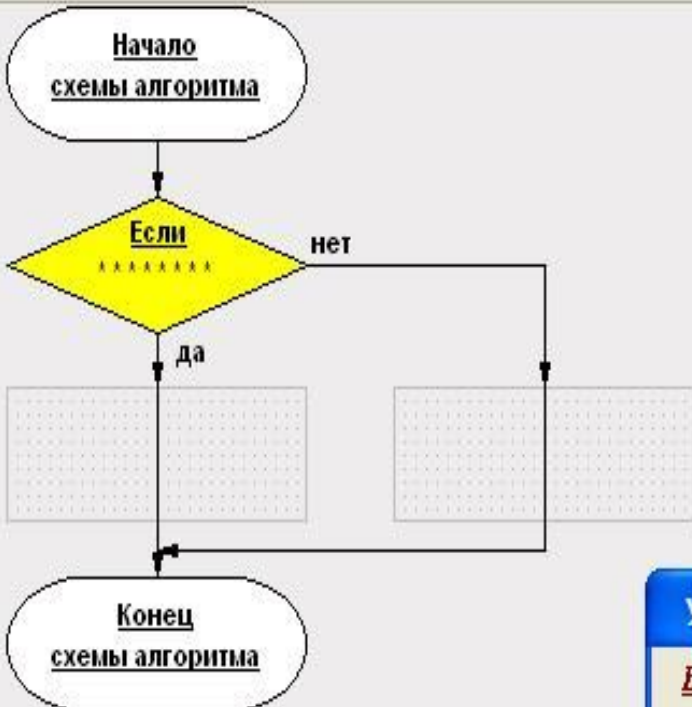 Начало
схемы алгоритма
Если
********
нет
да
Конец
схемы алгоритма